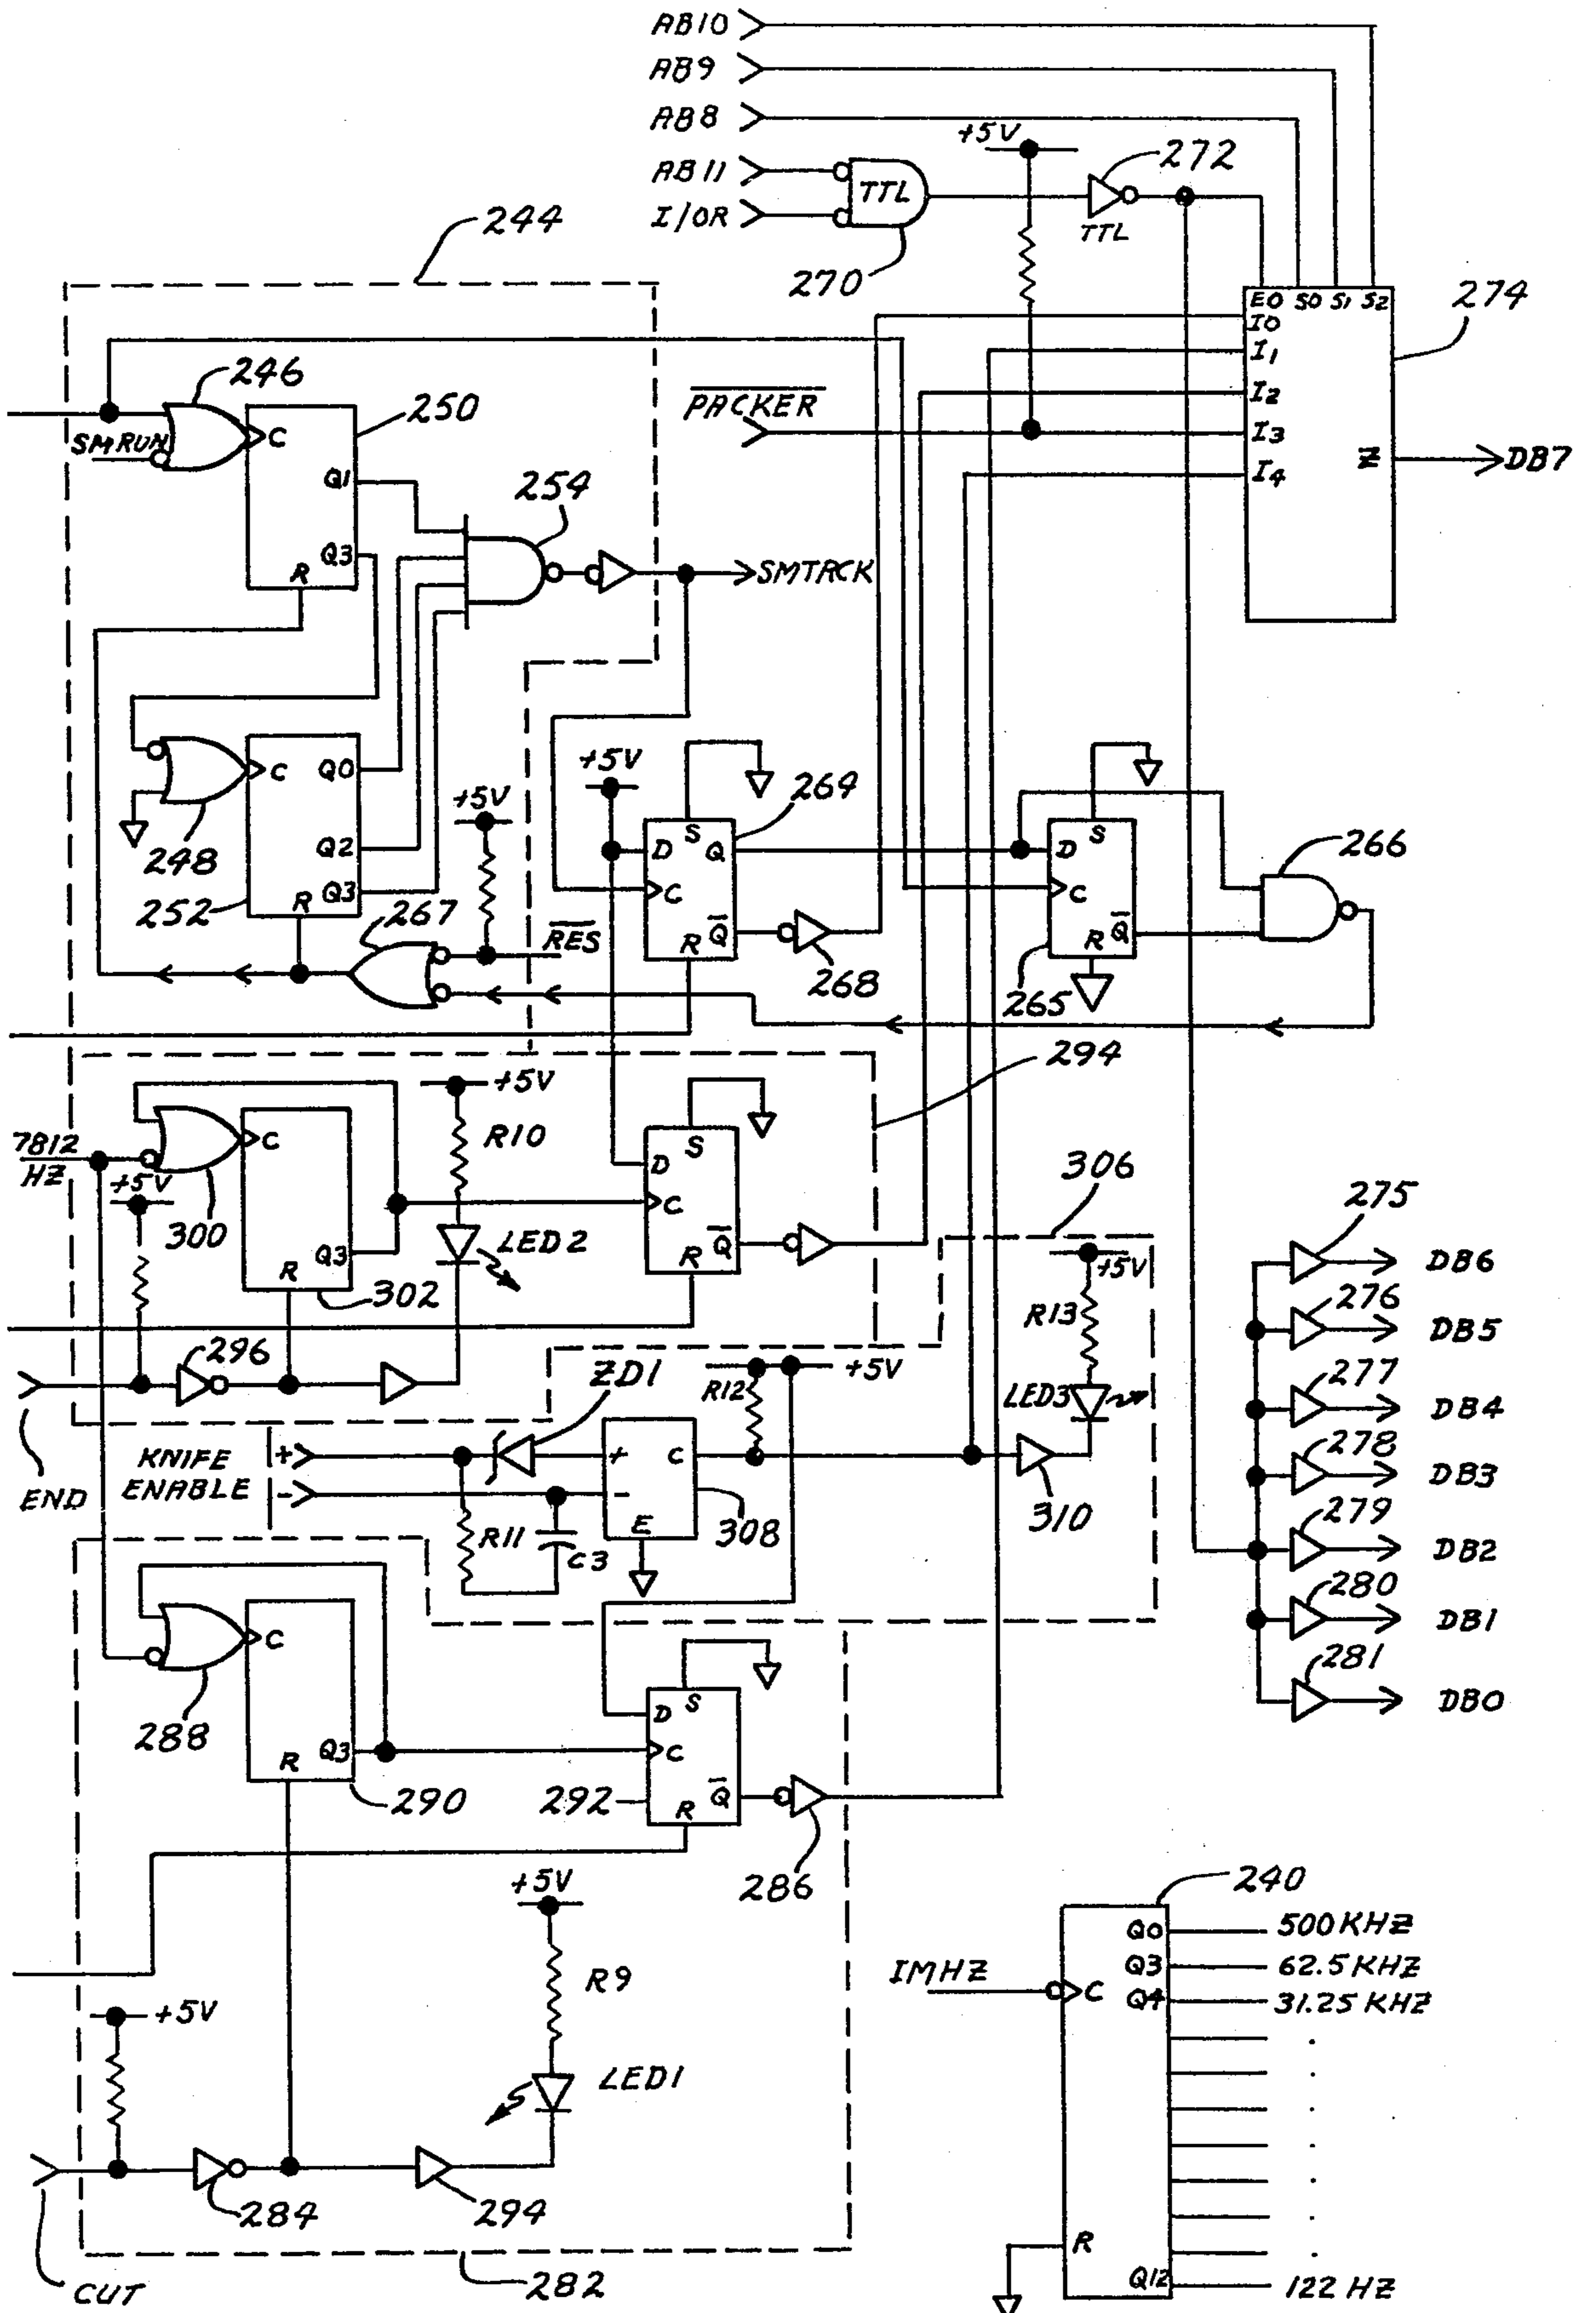 AB10
AB9
AB8
+5V
AB11
I/OR
TTL
270
272
TTL
244
E0 S0 S1 S2
I0
I1
I2
I3
I4
Z
274
DB7
PACKER
246
SMRUN
C
250
Q1
Q3
R
254
SMTACK
248
C
Q0
Q2
Q3
R
252
+5V
267
RES
+5V
S
D
Q
C
Q
R
264
268
S
D
C
Q
R
265
266
294
7812
HZ
+5V
300
C
Q3
R
302
+5V
R10
LED2
S
D
C
Q
R
306
+5V
R13
LED3
296
END
KNIFE
ENABLE
+
-
ZD1
R11
C3
+
-
C
E
308
R12
+5V
310
275
DB6
276
DB5
277
DB4
278
DB3
279
DB2
280
DB1
281
DB0
288
C
Q3
R
290
S
D
C
Q
R
292
286
+5V
R9
LED1
+5V
284
294
CUT
282
240
1MHZ
C
R
Q0
500KHZ
Q3
62.5KHZ
Q4
31.25KHZ
Q12
122HZ